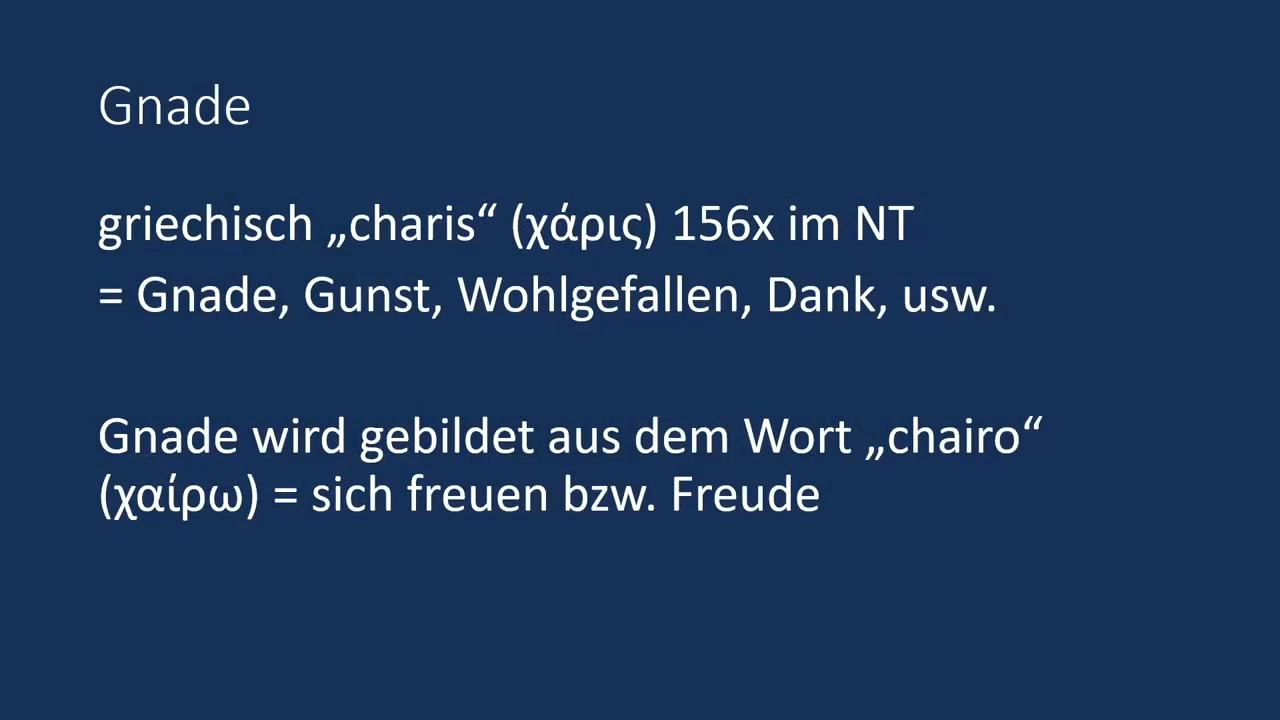 Gnade
griechisch „charis“ (χάρις) 156x im NT
= Gnade, Gunst, Wohlgefallen, Dank, usw.
Gnade wird gebildet aus dem Wort „chairo“
(χαίρω) = sich freuen bzw. Freude